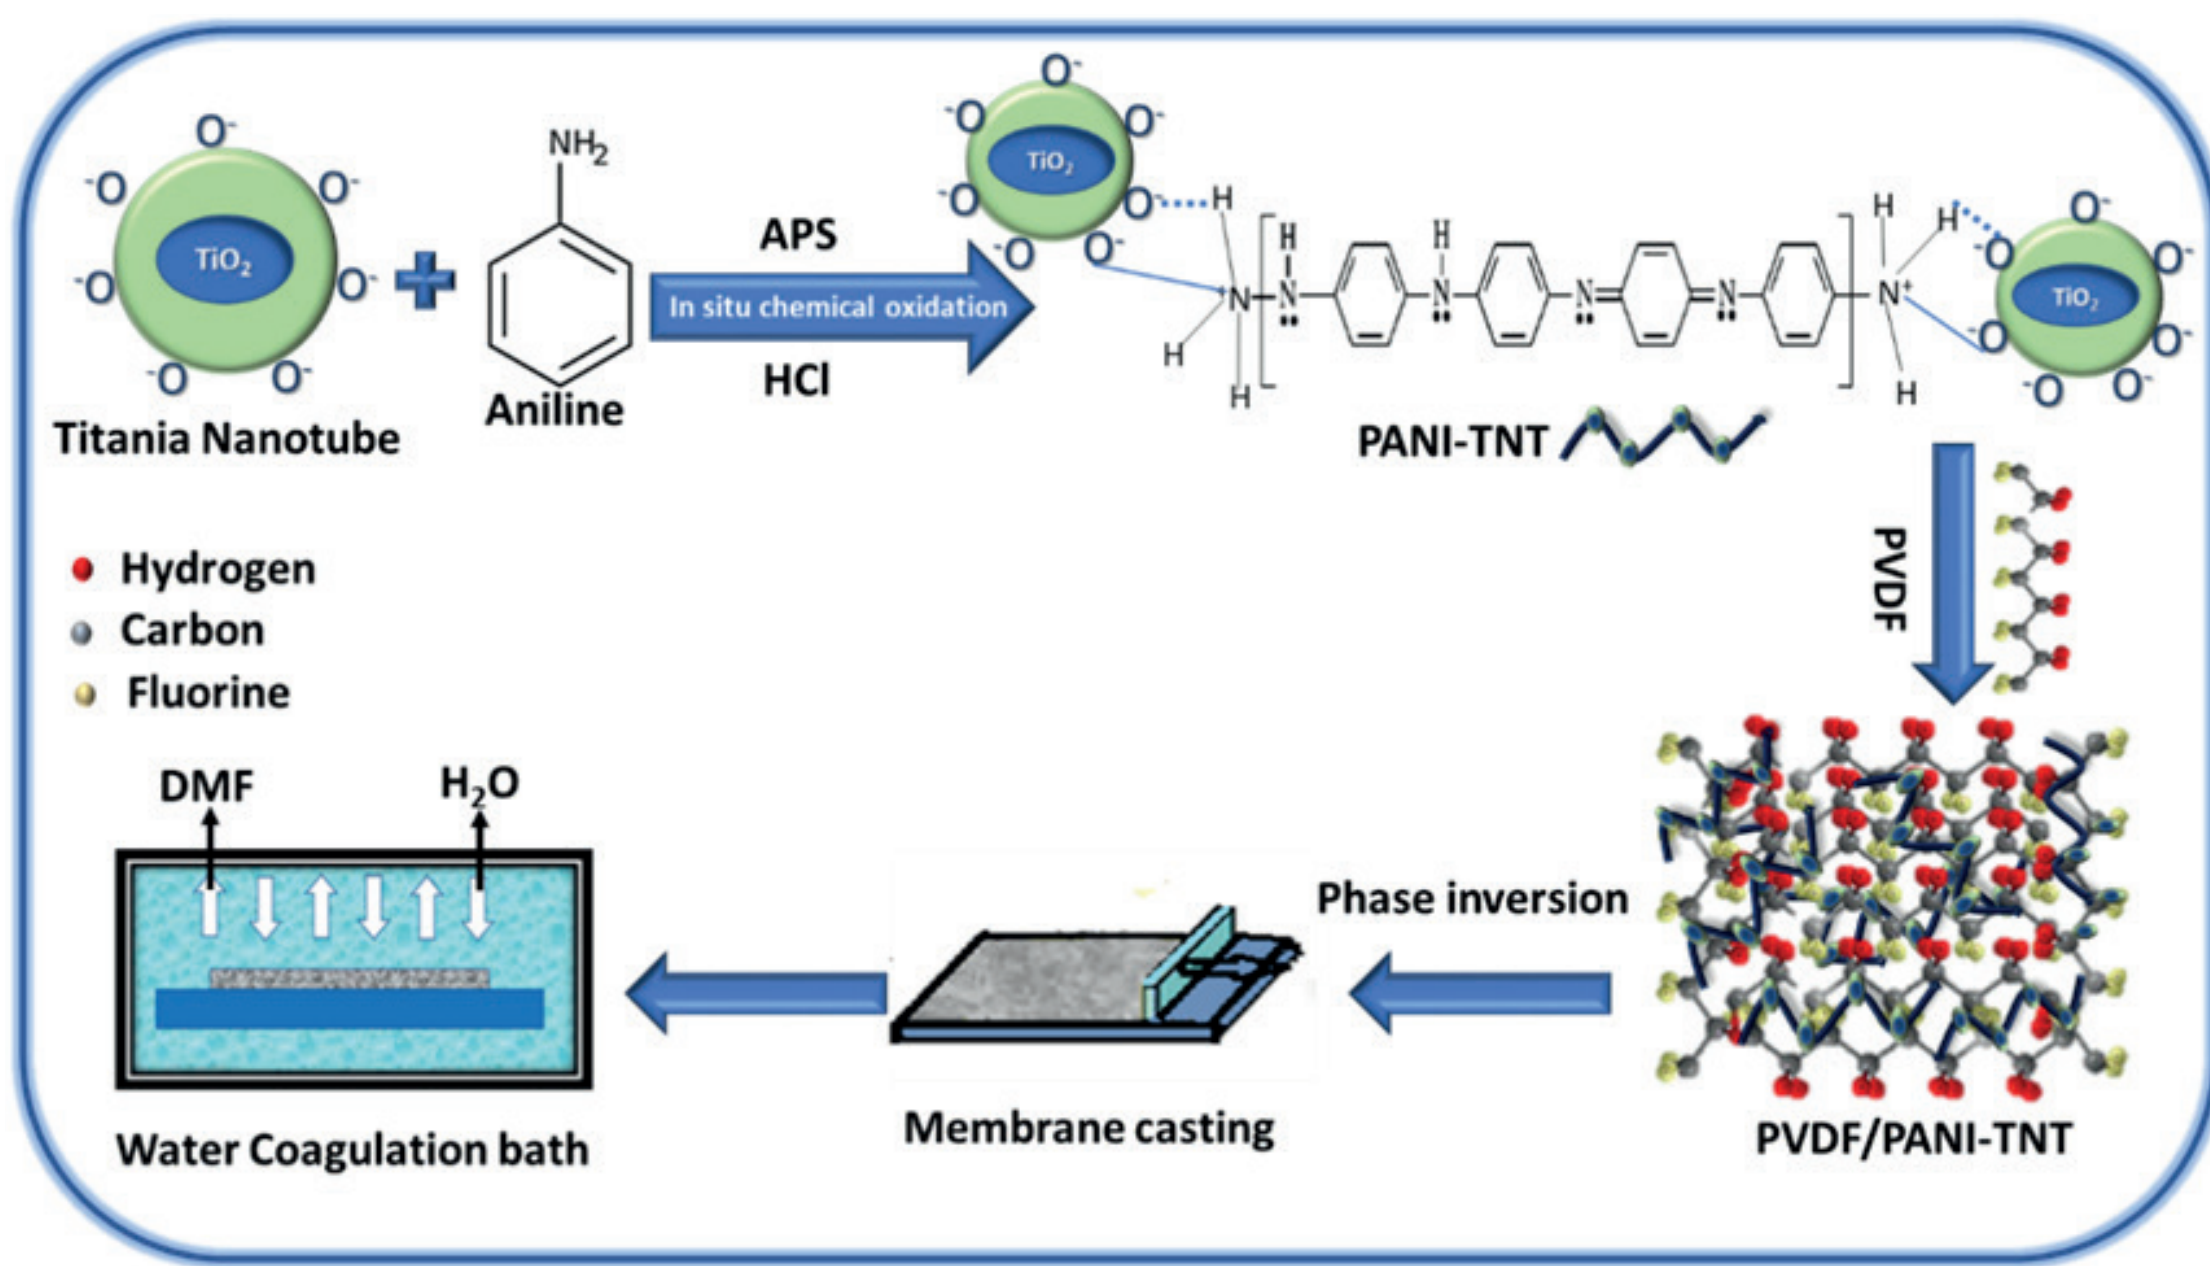 O⁻
⁻O
O⁻
⁻O
O⁻
⁻O
O⁻
TiO₂
Titania Nanotube
NH₂
Aniline
APS
In situ chemical oxidation
HCl
O⁻
⁻O
O⁻
⁻O
O⁻
⁻O
O⁻
TiO₂
H
N
H
H
H
N
H
N
N
N
H
H
N⁺
H
O⁻
⁻O
O⁻
⁻O
O⁻
⁻O
O⁻
TiO₂
PANI-TNT
PVDF
Hydrogen
Carbon
Fluorine
DMF
H₂O
Water Coagulation bath
Membrane casting
Phase inversion
PVDF/PANI-TNT